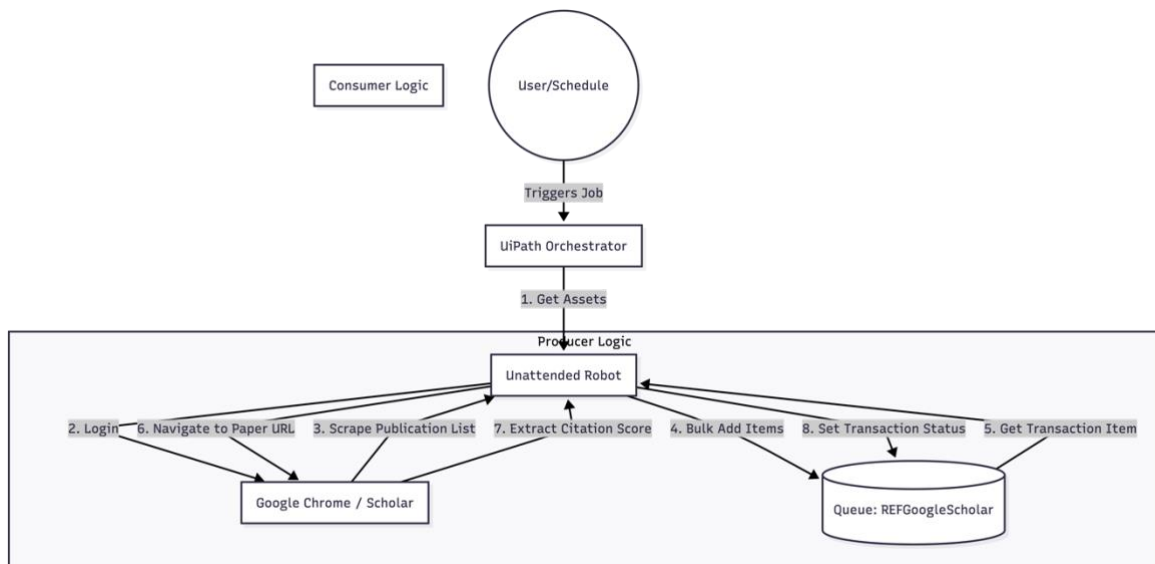 Consumer Logic
User/Schedule
Triggers Job
UiPath Orchestrator
1. Get Assets
Producer Logic
Unattended Robot
2. Login
6. Navigate to Paper URL
3. Scrape Publication List
7. Extract Citation Score
4. Bulk Add Items
8. Set Transaction Status
5. Get Transaction Item
Google Chrome / Scholar
Queue: REFGoogleScholar